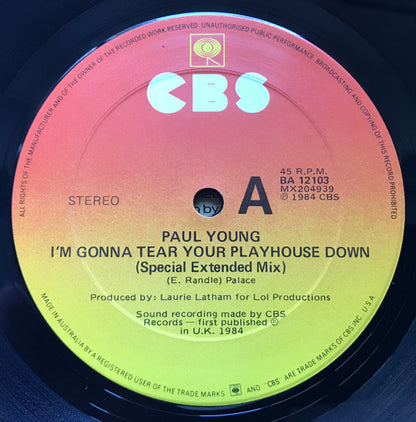 ALL RIGHTS OF THE MANUFACTURER AND OF THE OWNER OF THE RECORDED WORK RESERVED. UNAUTHORISED PUBLIC PERFORMANCE, BROADCASTING AND COPYING OF THIS RECORD PROHIBITED
CBS
STEREO
A
45 R.P.M.
BA 12103
MX204939
℗ 1984 CBS
PAUL YOUNG
I'M GONNA TEAR YOUR PLAYHOUSE DOWN
(Special Extended Mix)
(E. Randle) Palace
Produced by: Laurie Latham for Lol Productions
Sound recording made by CBS
Records — first published ℗
in U.K. 1984
MADE IN AUSTRALIA BY A REGISTERED USER OF THE TRADE MARKS AND "CBS" ARE TRADE MARKS OF CBS INC. U.S.A.